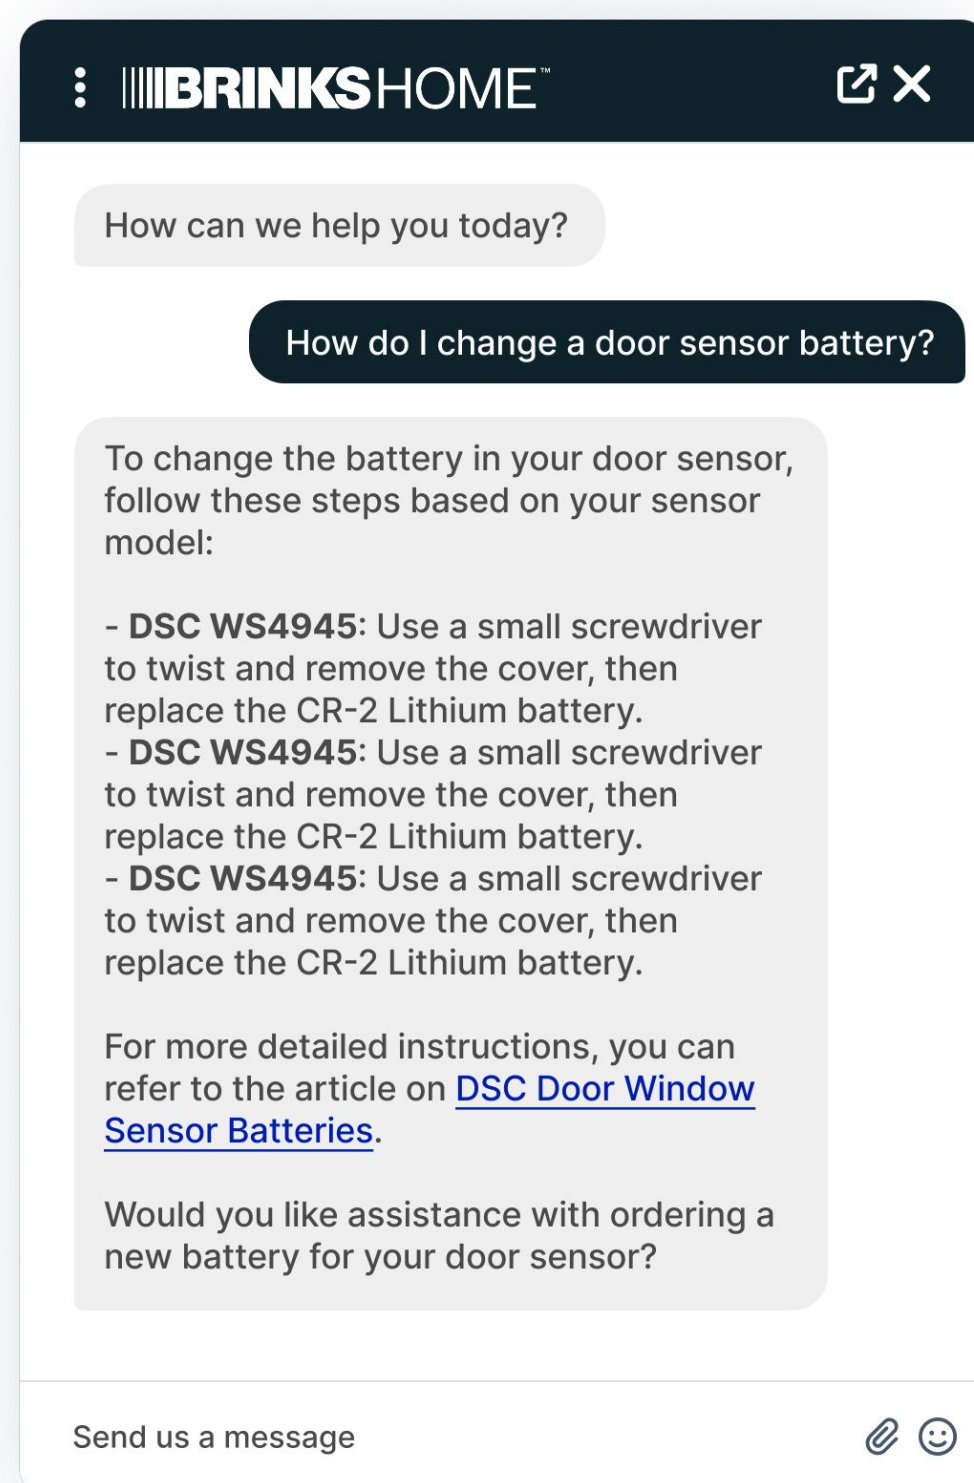 BRINKS HOME™
How can we help you today?
How do I change a door sensor battery?
To change the battery in your door sensor,
follow these steps based on your sensor
model:
- DSC WS4945: Use a small screwdriver
to twist and remove the cover, then
replace the CR-2 Lithium battery.
- DSC WS4945: Use a small screwdriver
to twist and remove the cover, then
replace the CR-2 Lithium battery.
- DSC WS4945: Use a small screwdriver
to twist and remove the cover, then
replace the CR-2 Lithium battery.
For more detailed instructions, you can
refer to the article on DSC Door Window
Sensor Batteries.
Would you like assistance with ordering a
new battery for your door sensor?
Send us a message